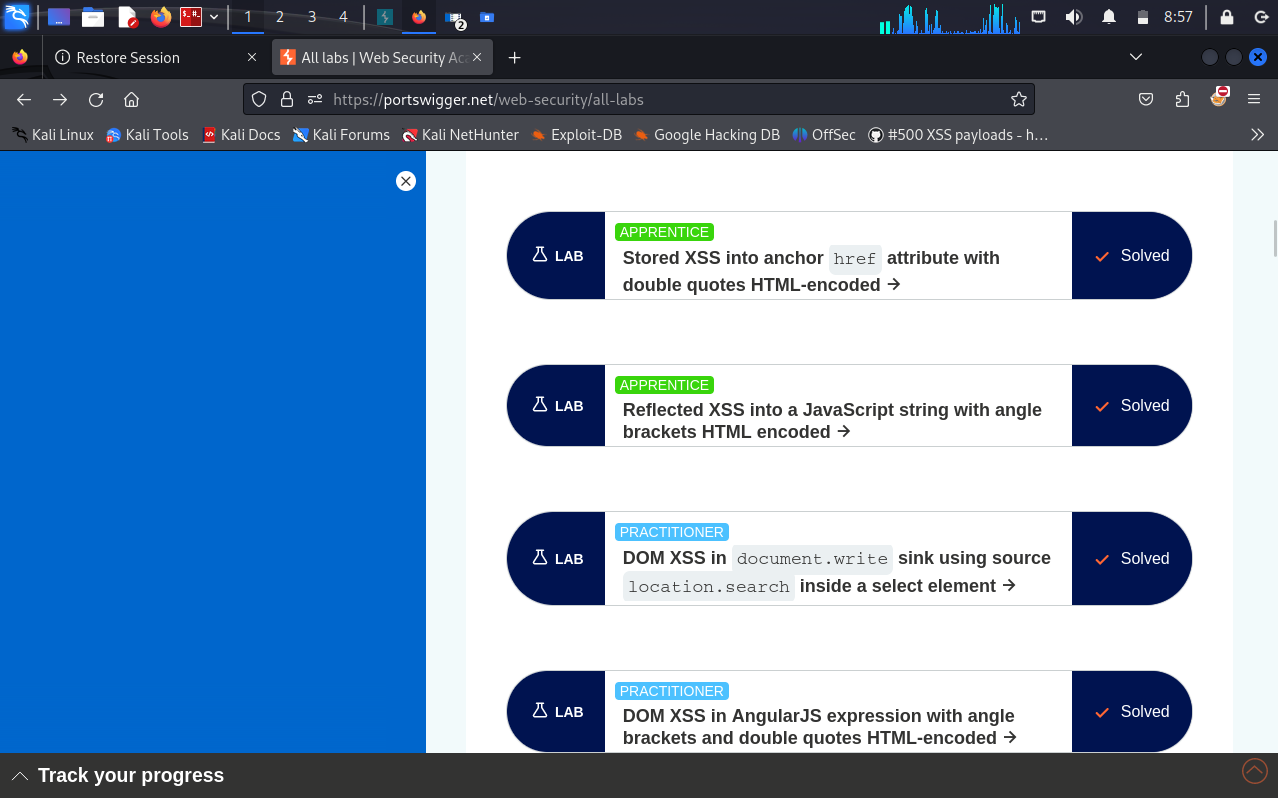 1 2 3 4 2 8:57
Restore Session
All labs | Web Security Aca
https://portswigger.net/web-security/all-labs
Kali Linux Kali Tools Kali Docs Kali Forums Kali NetHunter Exploit-DB Google Hacking DB OffSec #500 XSS payloads - h…
LAB
APPRENTICE
Stored XSS into anchor href attribute with
double quotes HTML-encoded
Solved
LAB
APPRENTICE
Reflected XSS into a JavaScript string with angle
brackets HTML encoded
Solved
LAB
PRACTITIONER
DOM XSS in document.write sink using source
location.search inside a select element
Solved
LAB
PRACTITIONER
DOM XSS in AngularJS expression with angle
brackets and double quotes HTML-encoded
Solved
Track your progress